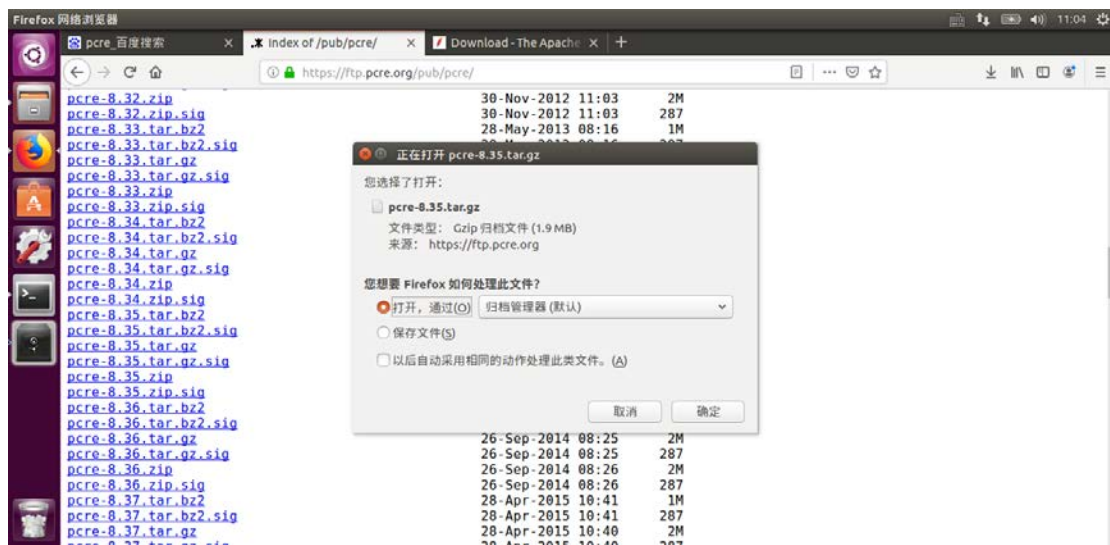 Firefox 网络浏览器
11:04
pcre_百度搜索
Index of /pub/pcre/
Download - The Apache
https://ftp.pcre.org/pub/pcre/
pcre-8.32.zip 30-Nov-2012 11:03 2M
pcre-8.32.zip.sig 30-Nov-2012 11:03 287
pcre-8.33.tar.bz2 28-May-2013 08:16 1M
pcre-8.33.tar.bz2.sig
pcre-8.33.tar.gz
pcre-8.33.tar.gz.sig
pcre-8.33.zip
pcre-8.33.zip.sig
pcre-8.34.tar.bz2
pcre-8.34.tar.bz2.sig
pcre-8.34.tar.gz
pcre-8.34.tar.gz.sig
pcre-8.34.zip
pcre-8.34.zip.sig
pcre-8.35.tar.bz2
pcre-8.35.tar.bz2.sig
pcre-8.35.tar.gz
pcre-8.35.tar.gz.sig
pcre-8.35.zip
pcre-8.35.zip.sig
pcre-8.36.tar.bz2
pcre-8.36.tar.bz2.sig
pcre-8.36.tar.gz 26-Sep-2014 08:25 2M
pcre-8.36.tar.gz.sig 26-Sep-2014 08:25 287
pcre-8.36.zip 26-Sep-2014 08:26 2M
pcre-8.36.zip.sig 26-Sep-2014 08:26 287
pcre-8.37.tar.bz2 28-Apr-2015 10:41 1M
pcre-8.37.tar.bz2.sig 28-Apr-2015 10:41 287
pcre-8.37.tar.gz 28-Apr-2015 10:40 2M
正在打开 pcre-8.35.tar.gz
您选择了打开：
pcre-8.35.tar.gz
文件类型： Gzip 归档文件 (1.9 MB)
来源： https://ftp.pcre.org
您想要 Firefox 如何处理此文件？
打开，通过(O) 归档管理器 (默认)
保存文件(S)
以后自动采用相同的动作处理此类文件。(A)
取消 确定